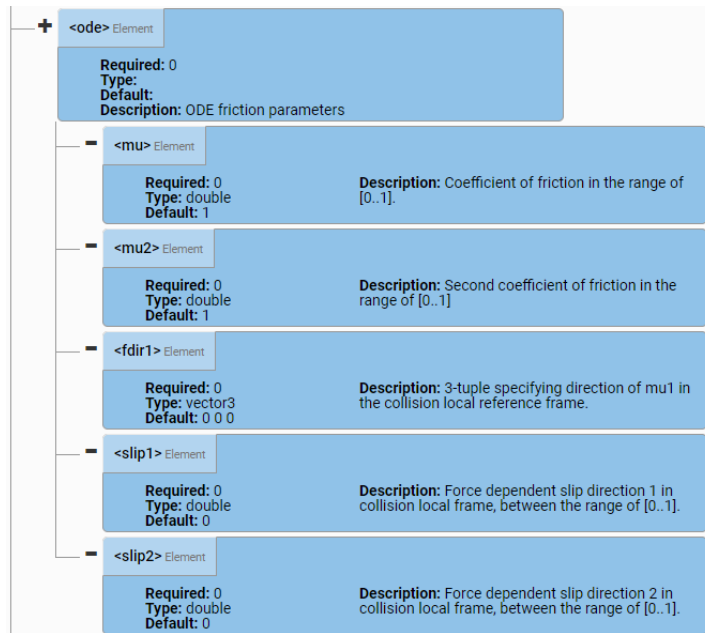 <ode> Element
Required: 0
Type:
Default:
Description: ODE friction parameters
<mu> Element
Required: 0
Type: double
Default: 1
Description: Coefficient of friction in the range of
[0..1].
<mu2> Element
Required: 0
Type: double
Default: 1
Description: Second coefficient of friction in the
range of [0..1]
<fdir1> Element
Required: 0
Type: vector3
Default: 0 0 0
Description: 3-tuple specifying direction of mu1 in
the collision local reference frame.
<slip1> Element
Required: 0
Type: double
Default: 0
Description: Force dependent slip direction 1 in
collision local frame, between the range of [0..1].
<slip2> Element
Required: 0
Type: double
Default: 0
Description: Force dependent slip direction 2 in
collision local frame, between the range of [0..1].